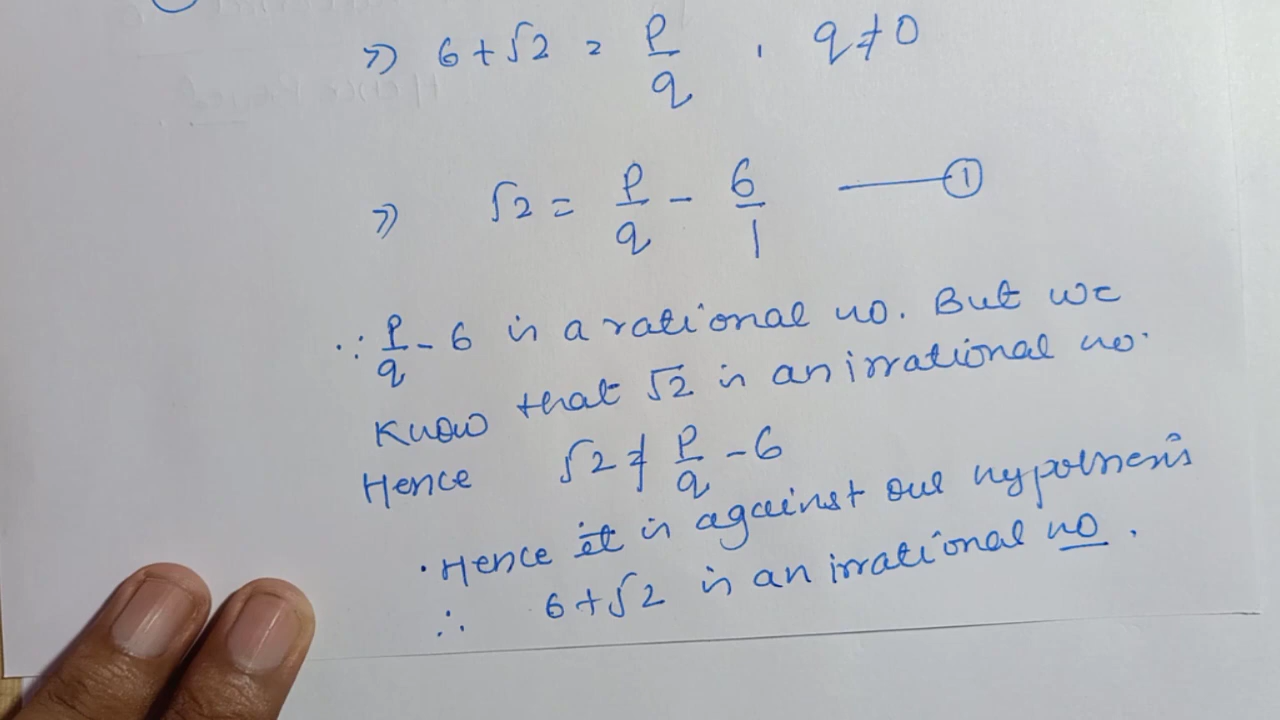 ⇒ 6+√2 = P/q , q≠0
⇒ √2 = P/q - 6/1 —— ①
∵ P/q - 6 is a rational no. But we
Know that √2 is an irrational no.
Hence √2 ≠ P/q - 6
. Hence it is against our hypothesis
∴ 6+√2 is an irrational no.